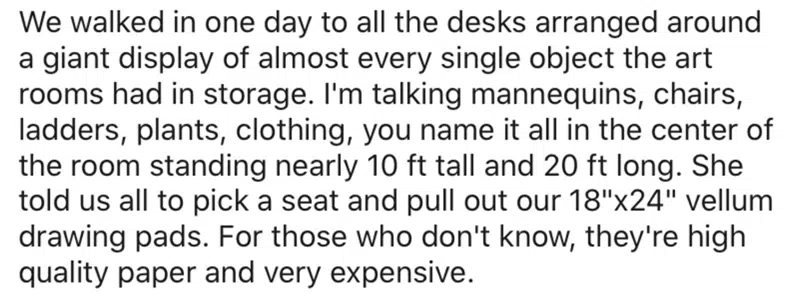 We walked in one day to all the desks arranged around
a giant display of almost every single object the art
rooms had in storage. I'm talking mannequins, chairs,
ladders, plants, clothing, you name it all in the center of
the room standing nearly 10 ft tall and 20 ft long. She
told us all to pick a seat and pull out our 18"x24" vellum
drawing pads. For those who don't know, they're high
quality paper and very expensive.